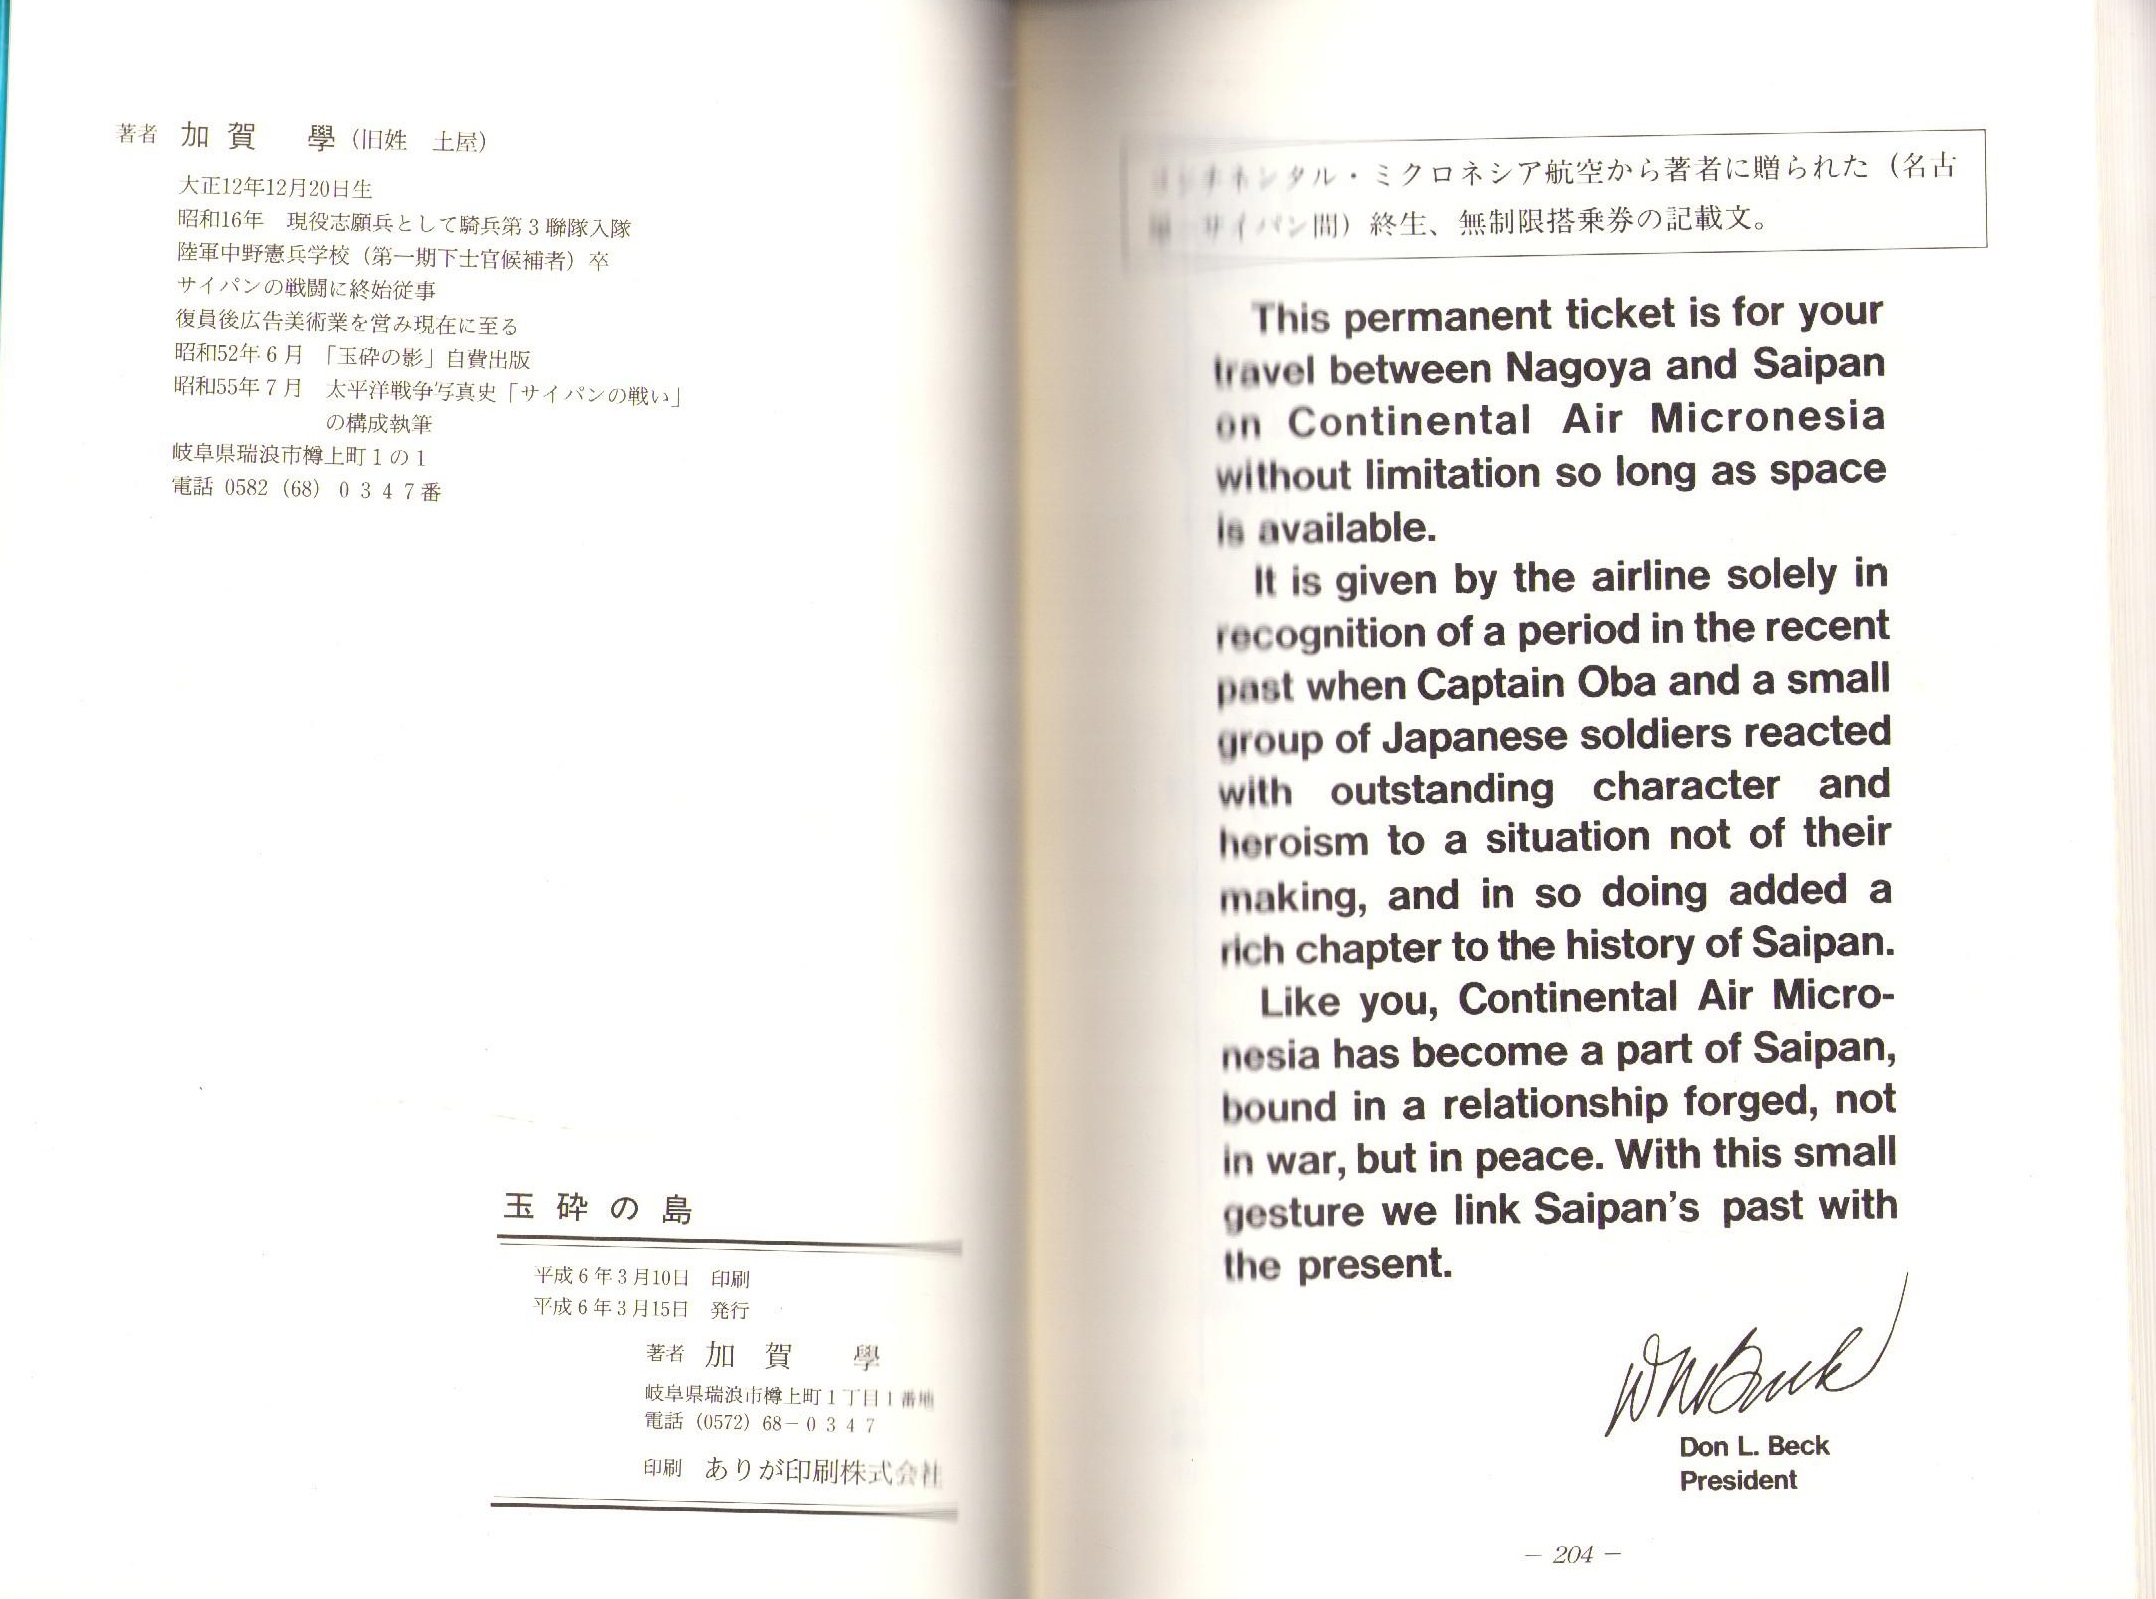 著者 加賀 學（旧姓 土屋）
大正12年12月20日生
昭和16年 現役志願兵として騎兵第３聯隊入隊
陸軍中野憲兵学校（第一期下士官候補者）卒
サイパンの戦闘に終始従事
復員後広告美術業を営み現在に至る
昭和52年６月 「玉砕の影」自費出版
昭和55年７月 太平洋戦争写真史「サイパンの戦い」
の構成執筆
岐阜県瑞浪市樽上町１の１
電話 0582（68）０３４７番
玉砕の島
平成６年３月10日 印刷
平成６年３月15日 発行
著者 加賀 學
岐阜県瑞浪市樽上町１丁目１番地
電話（0572）68－０３４７
印刷 ありが印刷株式会社
コンチネンタル・ミクロネシア航空から著者に贈られた（名古
屋―サイパン間）終生、無制限搭乗券の記載文。
This permanent ticket is for your
travel between Nagoya and Saipan
on Continental Air Micronesia
without limitation so long as space
is available.
It is given by the airline solely in
recognition of a period in the recent
past when Captain Oba and a small
group of Japanese soldiers reacted
with outstanding character and
heroism to a situation not of their
making, and in so doing added a
rich chapter to the history of Saipan.
Like you, Continental Air Micro-
nesia has become a part of Saipan,
bound in a relationship forged, not
in war, but in peace. With this small
gesture we link Saipan's past with
the present.
Don L. Beck
President
－ 204 －